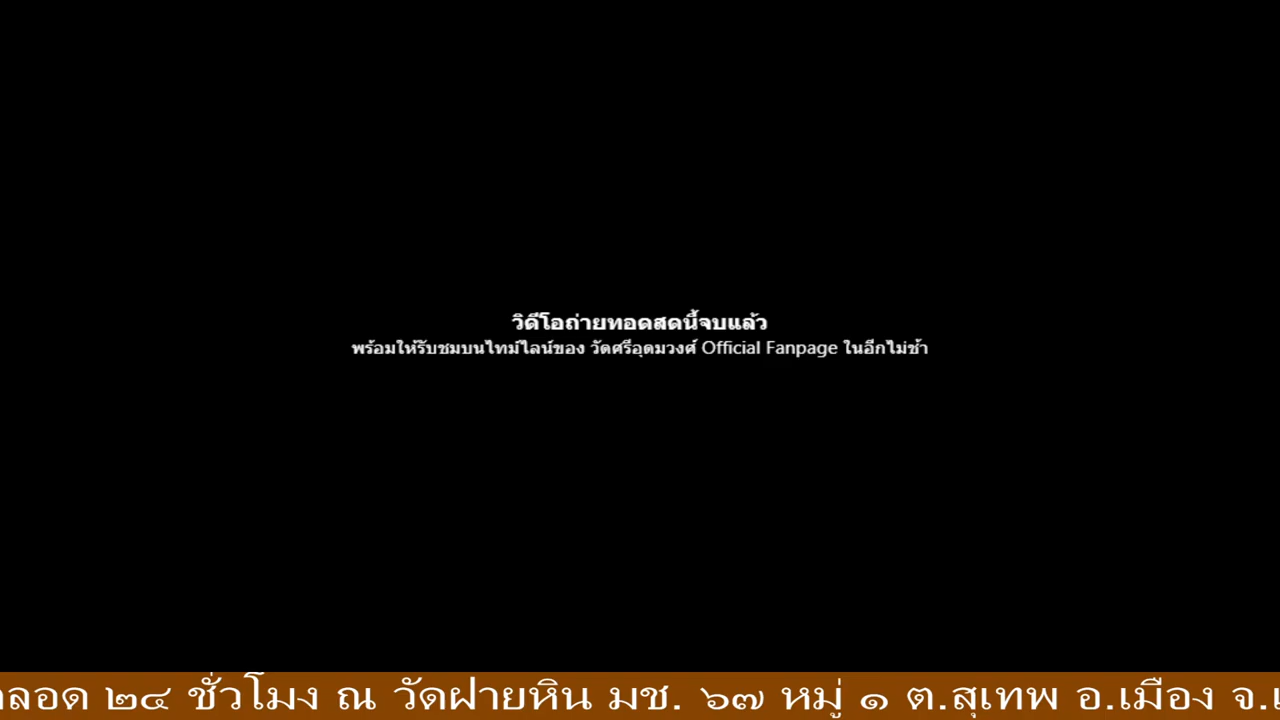 วิดีโอถ่ายทอดสดนี้จบแล้ว
พร้อมให้รับชมบนไทม์ไลน์ของ วัดศรีอุดมวงศ์ Official Fanpage ในอีกไม่ช้า
ตลอด ๒๔ ชั่วโมง ณ วัดฝายหิน มช. ๖๗ หมู่ ๑ ต.สุเทพ อ.เมือง จ.เ